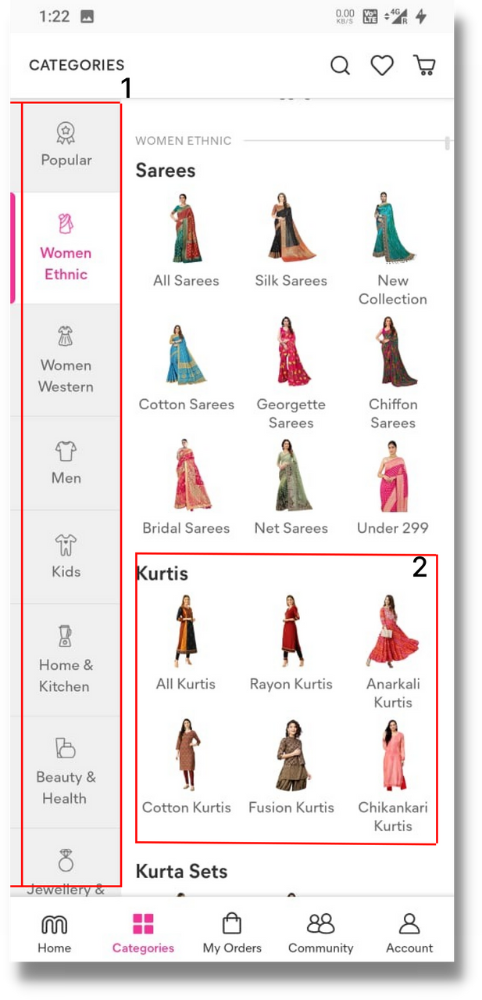 1:22
0.00
KB/S
Vo
LTE
4G
R
CATEGORIES
1
Popular
Women
Ethnic
Women
Western
Men
Kids
Home &
Kitchen
Beauty &
Health
Jewellery &
WOMEN ETHNIC
Sarees
All Sarees
Silk Sarees
New
Collection
Cotton Sarees
Georgette
Sarees
Chiffon
Sarees
Bridal Sarees
Net Sarees
Under 299
2
Kurtis
All Kurtis
Rayon Kurtis
Anarkali
Kurtis
Cotton Kurtis
Fusion Kurtis
Chikankari
Kurtis
Kurta Sets
Home
Categories
My Orders
Community
Account